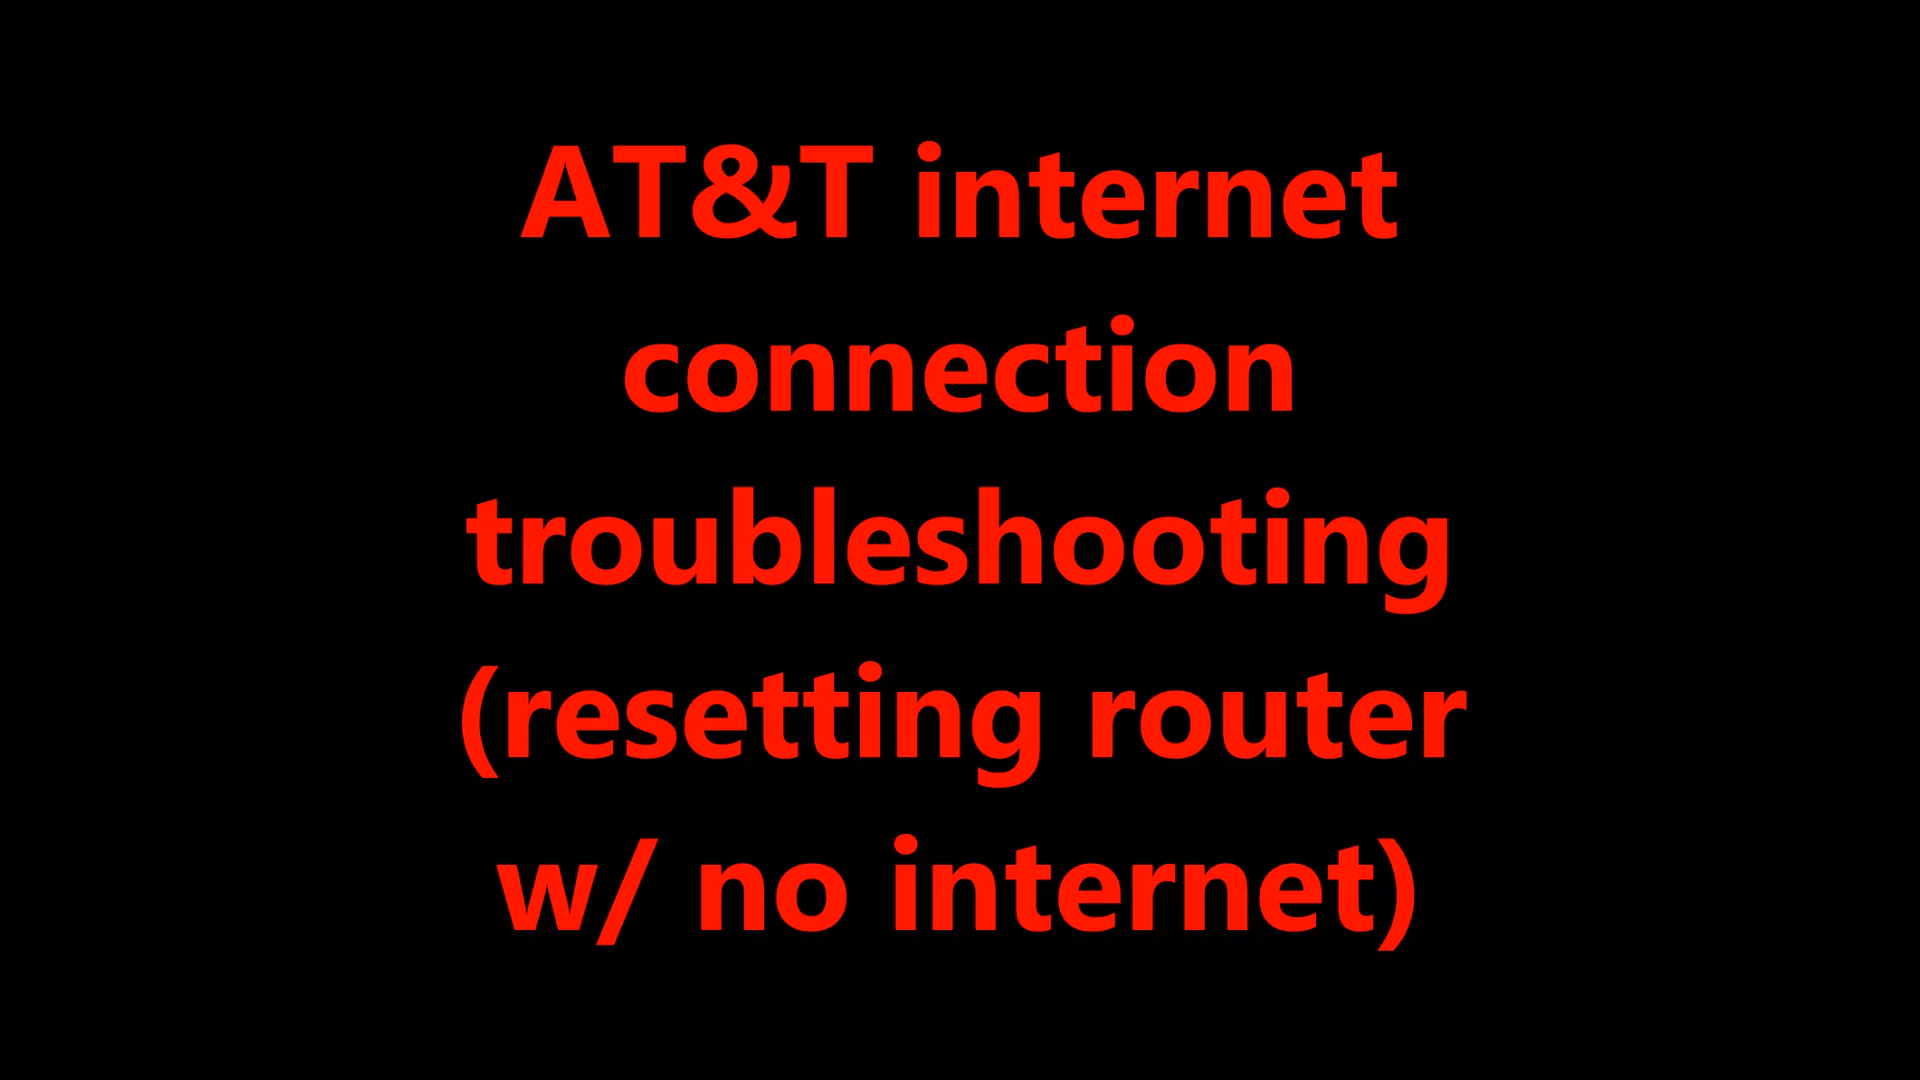 AT&T internet
connection
troubleshooting
(resetting router
w/ no internet)